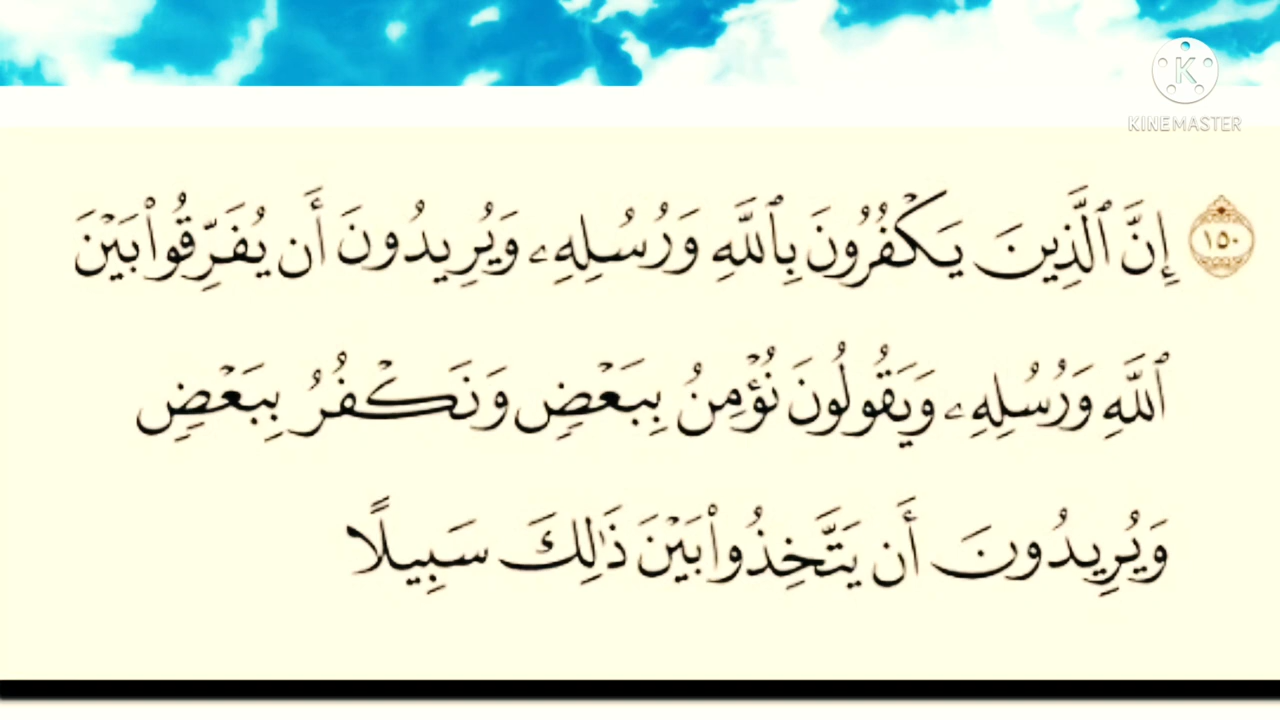 KINEMASTER
١٥٠ إِنَّ ٱلَّذِينَ يَكۡفُرُونَ بِٱللَّهِ وَرُسُلِهِۦ وَيُرِيدُونَ أَن يُفَرِّقُواْ بَيۡنَ
ٱللَّهِ وَرُسُلِهِۦ وَيَقُولُونَ نُؤۡمِنُ بِبَعۡضٖ وَنَكۡفُرُ بِبَعۡضٖ
وَيُرِيدُونَ أَن يَتَّخِذُواْ بَيۡنَ ذَٰلِكَ سَبِيلًا